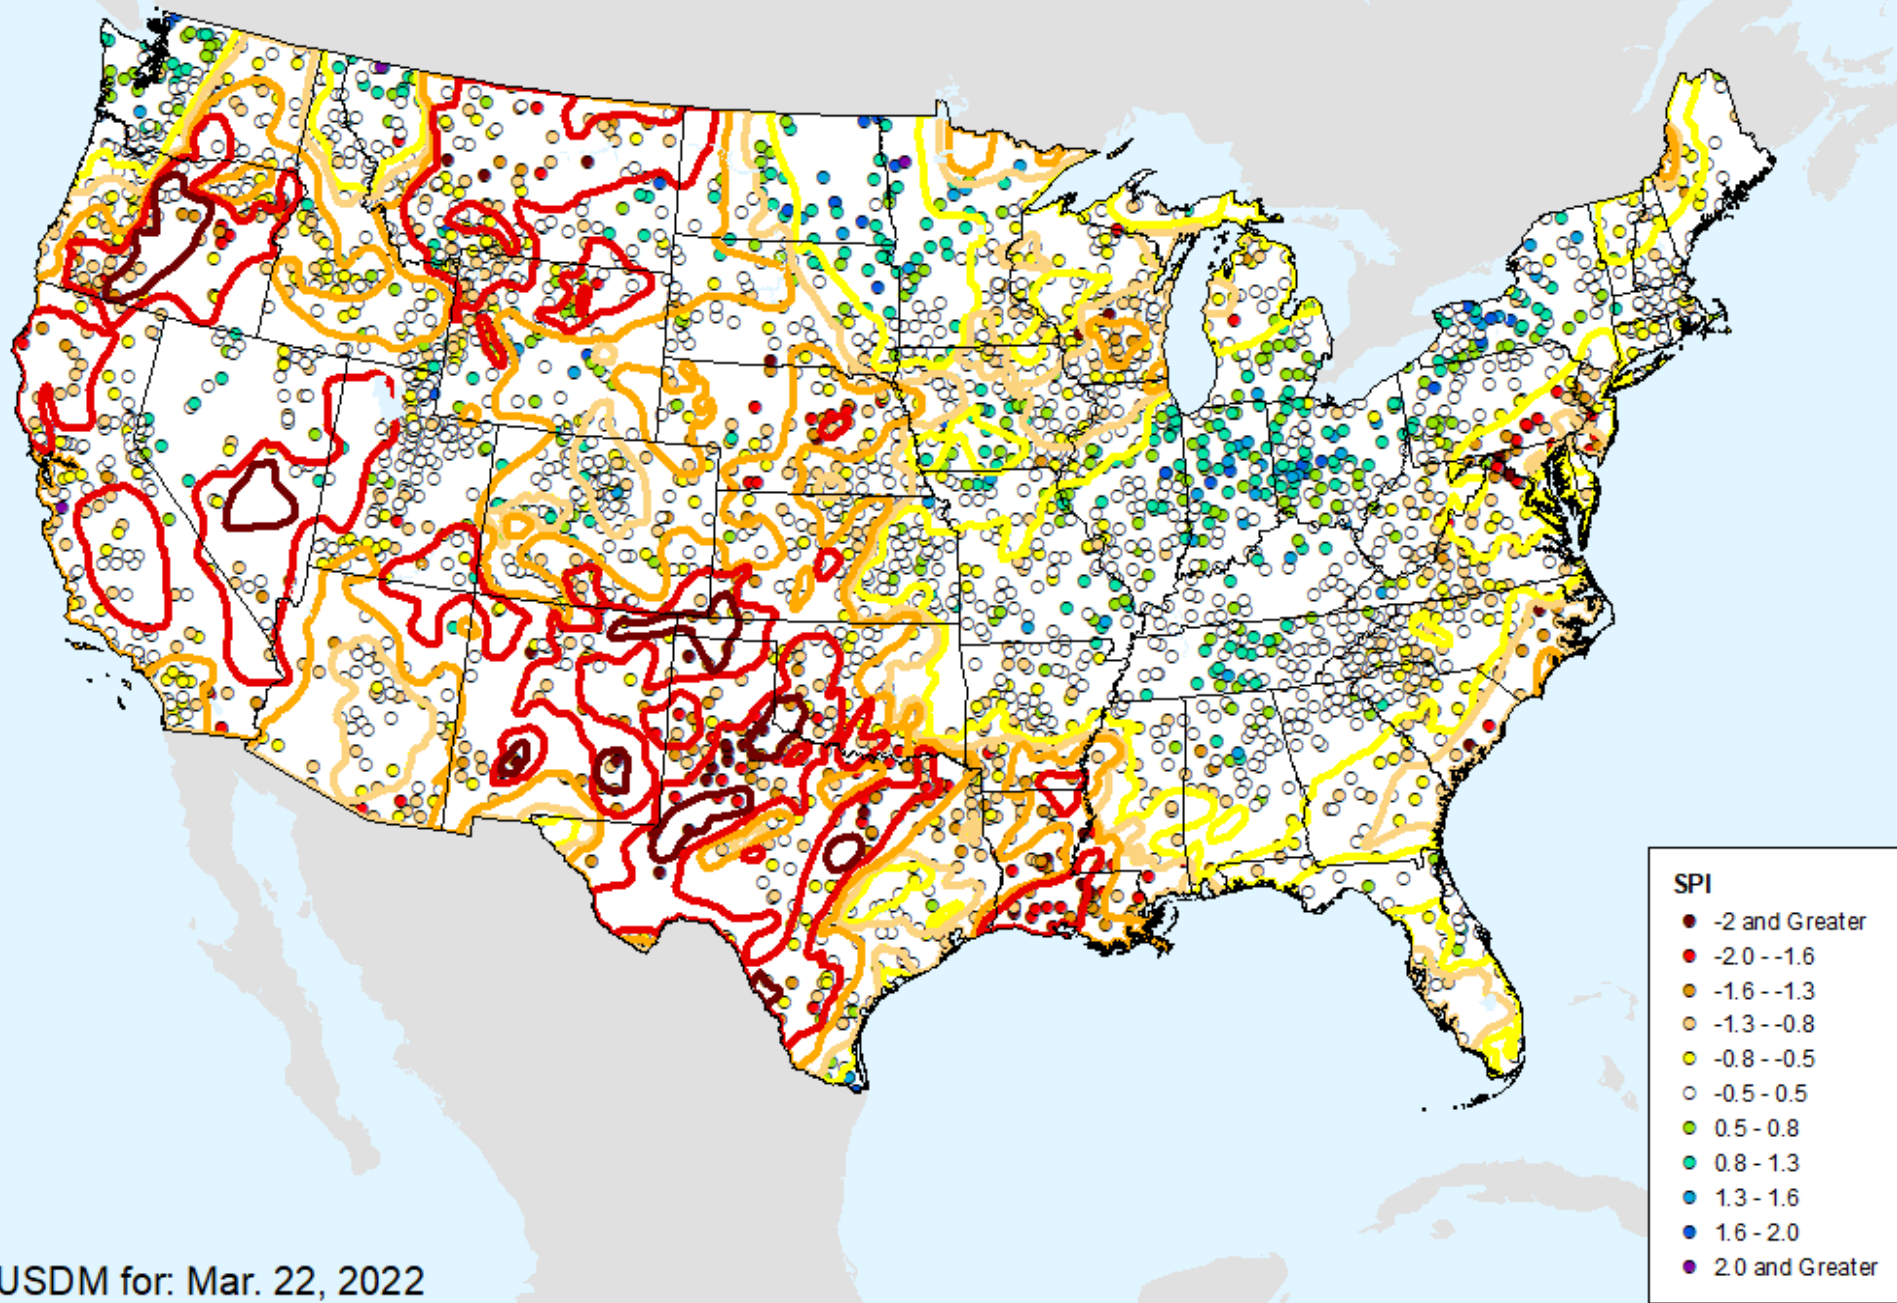 SPI
-2 and Greater
-2.0 - -1.6
-1.6 - -1.3
-1.3 - -0.8
-0.8 - -0.5
-0.5 - 0.5
0.5 - 0.8
0.8 - 1.3
1.3 - 1.6
1.6 - 2.0
2.0 and Greater
USDM for: Mar. 22, 2022